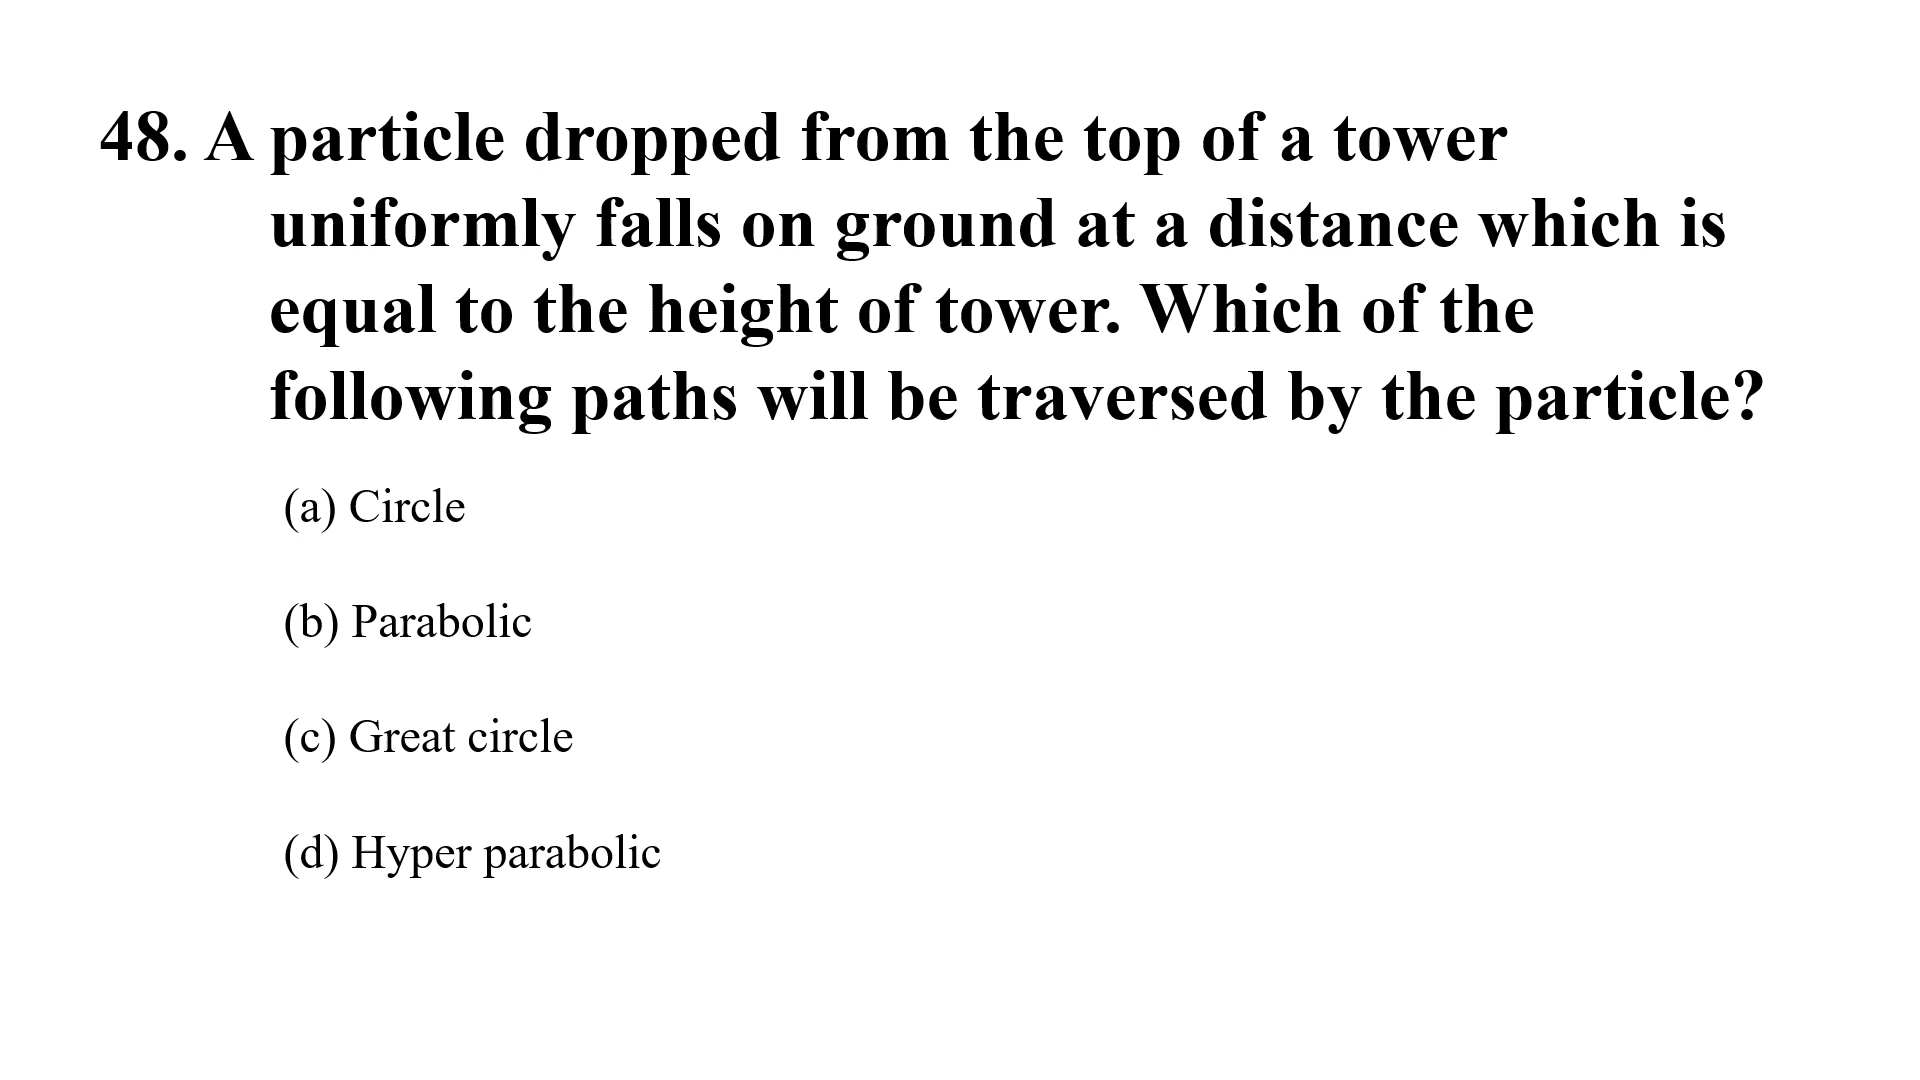 48. A particle dropped from the top of a tower
uniformly falls on ground at a distance which is
equal to the height of tower. Which of the
following paths will be traversed by the particle?
(a) Circle
(b) Parabolic
(c) Great circle
(d) Hyper parabolic